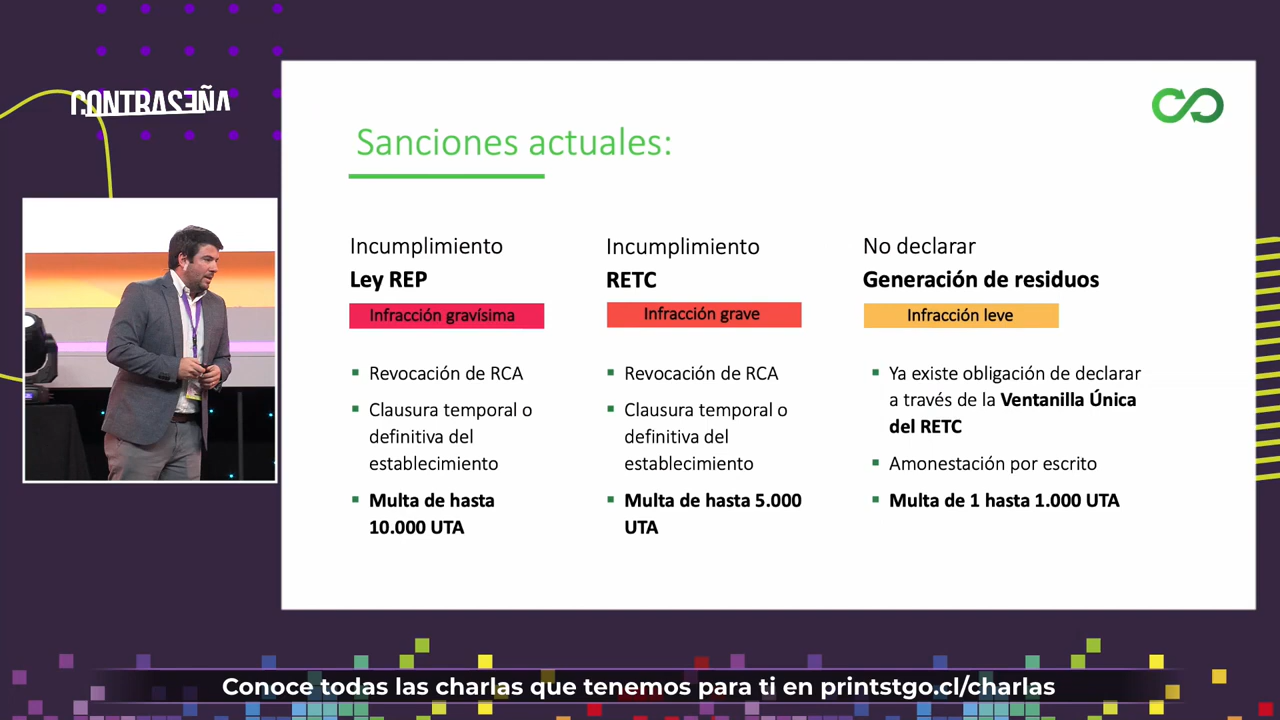 CONTRASEÑA
Sanciones actuales:
Incumplimiento
Ley REP
Infracción gravísima
Revocación de RCA
Clausura temporal o
definitiva del
establecimiento
Multa de hasta
10.000 UTA
Incumplimiento
RETC
Infracción grave
Revocación de RCA
Clausura temporal o
definitiva del
establecimiento
Multa de hasta 5.000
UTA
No declarar
Generación de residuos
Infracción leve
Ya existe obligación de declarar
a través de la Ventanilla Única
del RETC
Amonestación por escrito
Multa de 1 hasta 1.000 UTA
Conoce todas las charlas que tenemos para ti en printstgo.cl/charlas